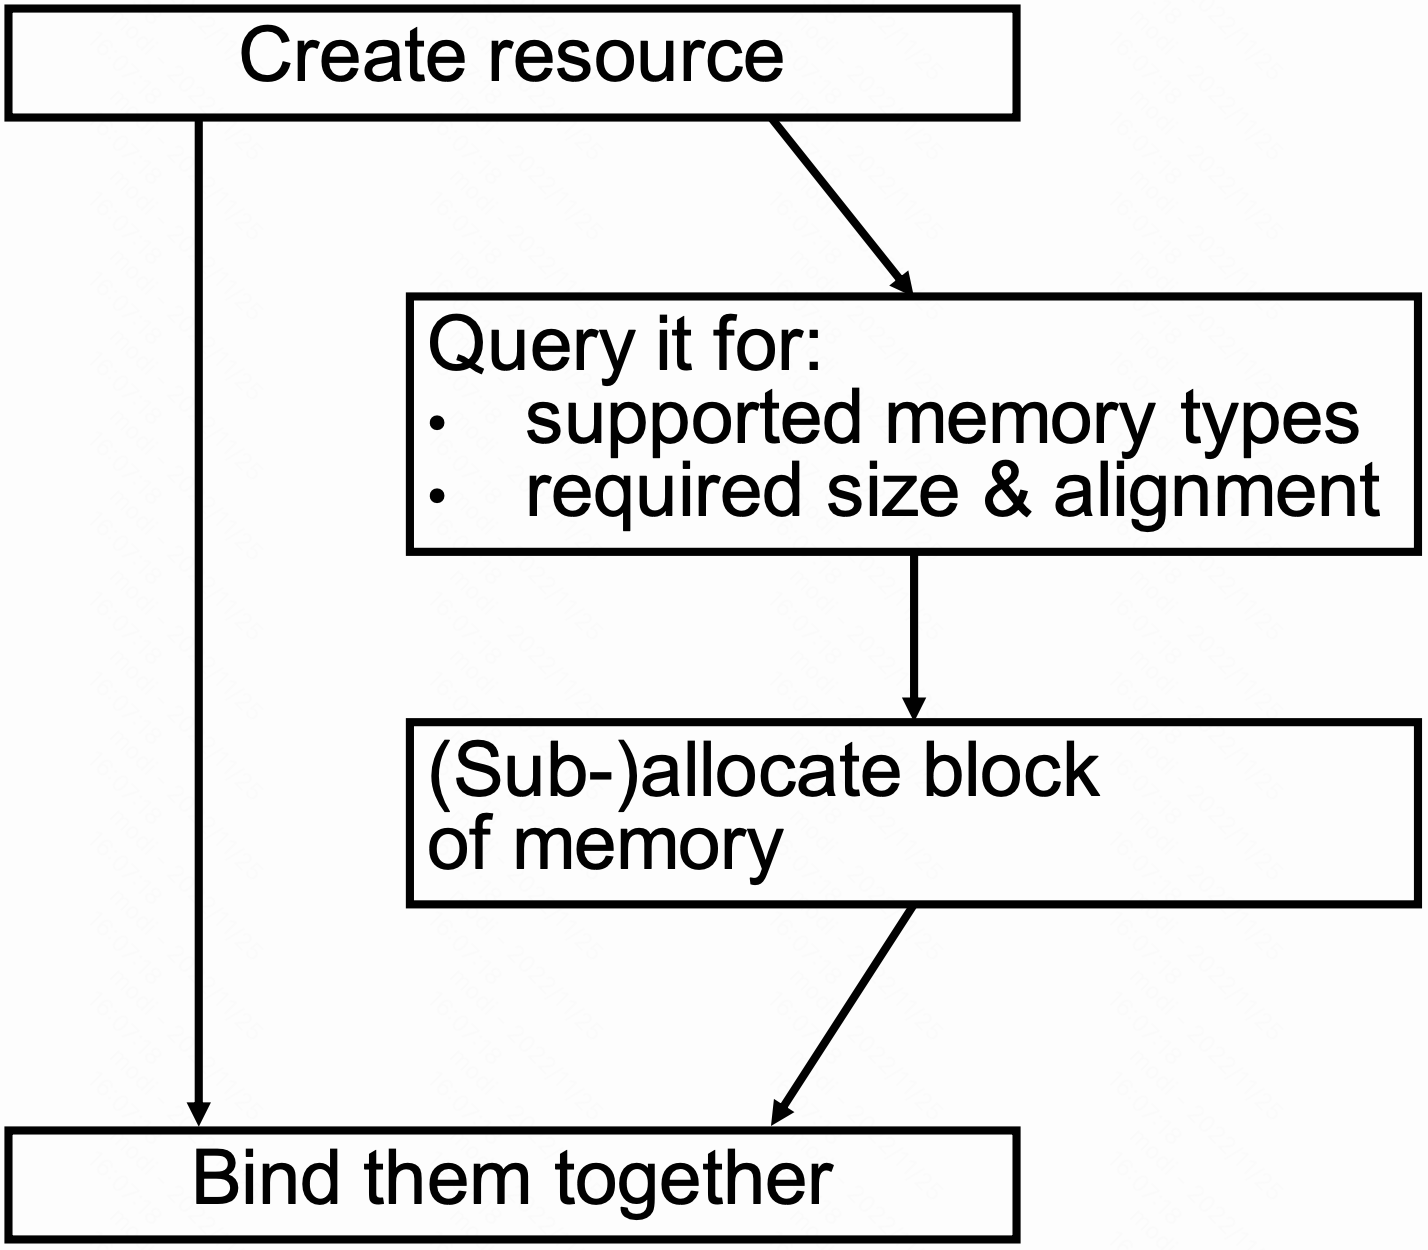 Create resource
Query it for:
• supported memory types
• required size & alignment
(Sub-)allocate block
of memory
Bind them together